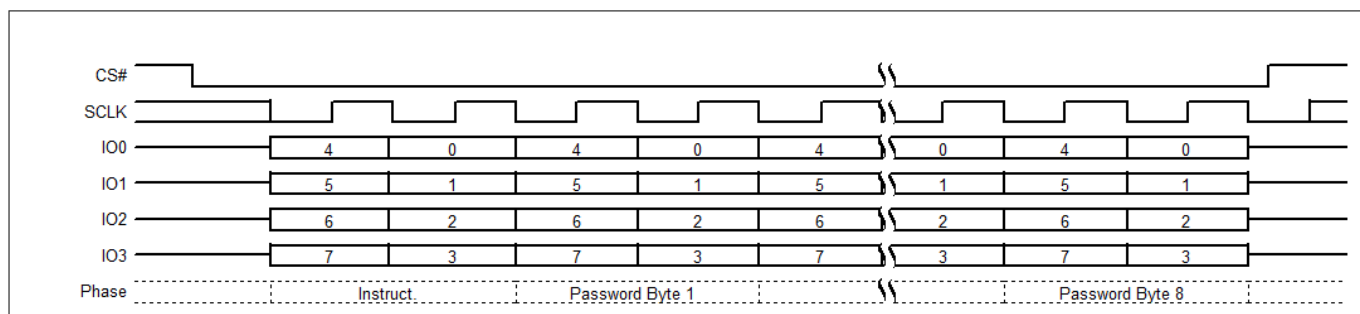 CS#
SCLK
IO0 4 0 4 0 4 0 4 0
IO1 5 1 5 1 5 1 5 1
IO2 6 2 6 2 6 2 6 2
IO3 7 3 7 3 7 3 7 3
Phase Instruct. Password Byte 1 Password Byte 8